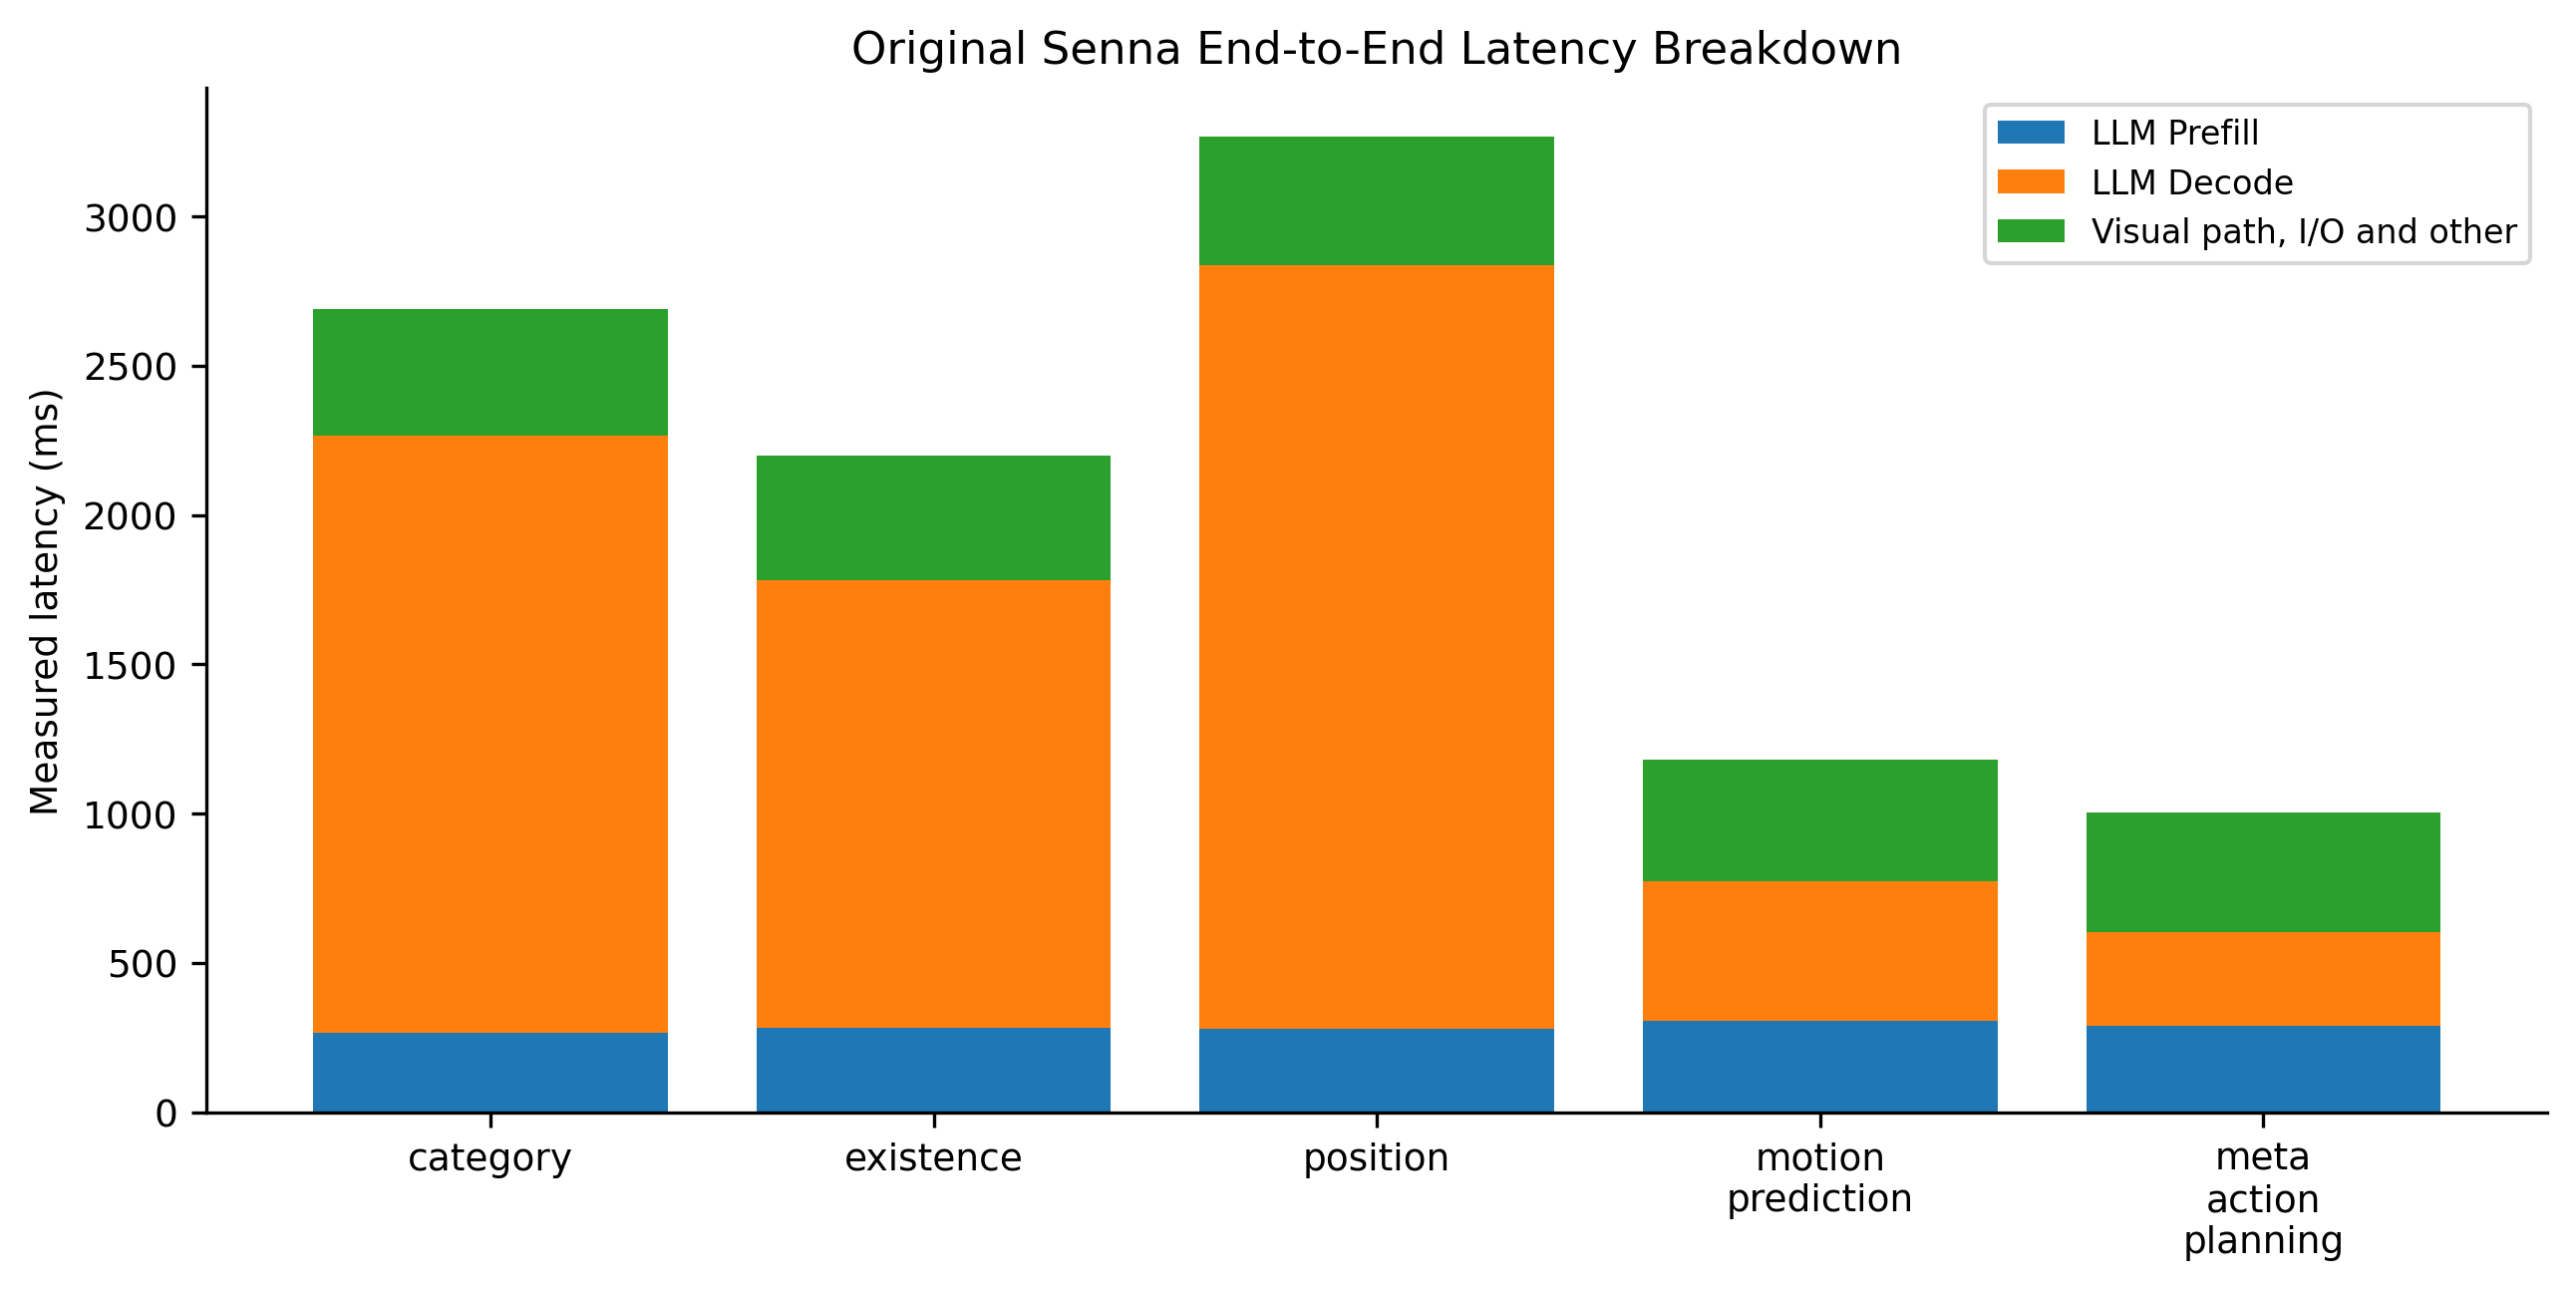 Original Senna End-to-End Latency Breakdown
LLM Prefill
LLM Decode
Visual path, I/O and other
Measured latency (ms)
3000
2500
2000
1500
1000
500
0
category
existence
position
motion
prediction
meta
action
planning